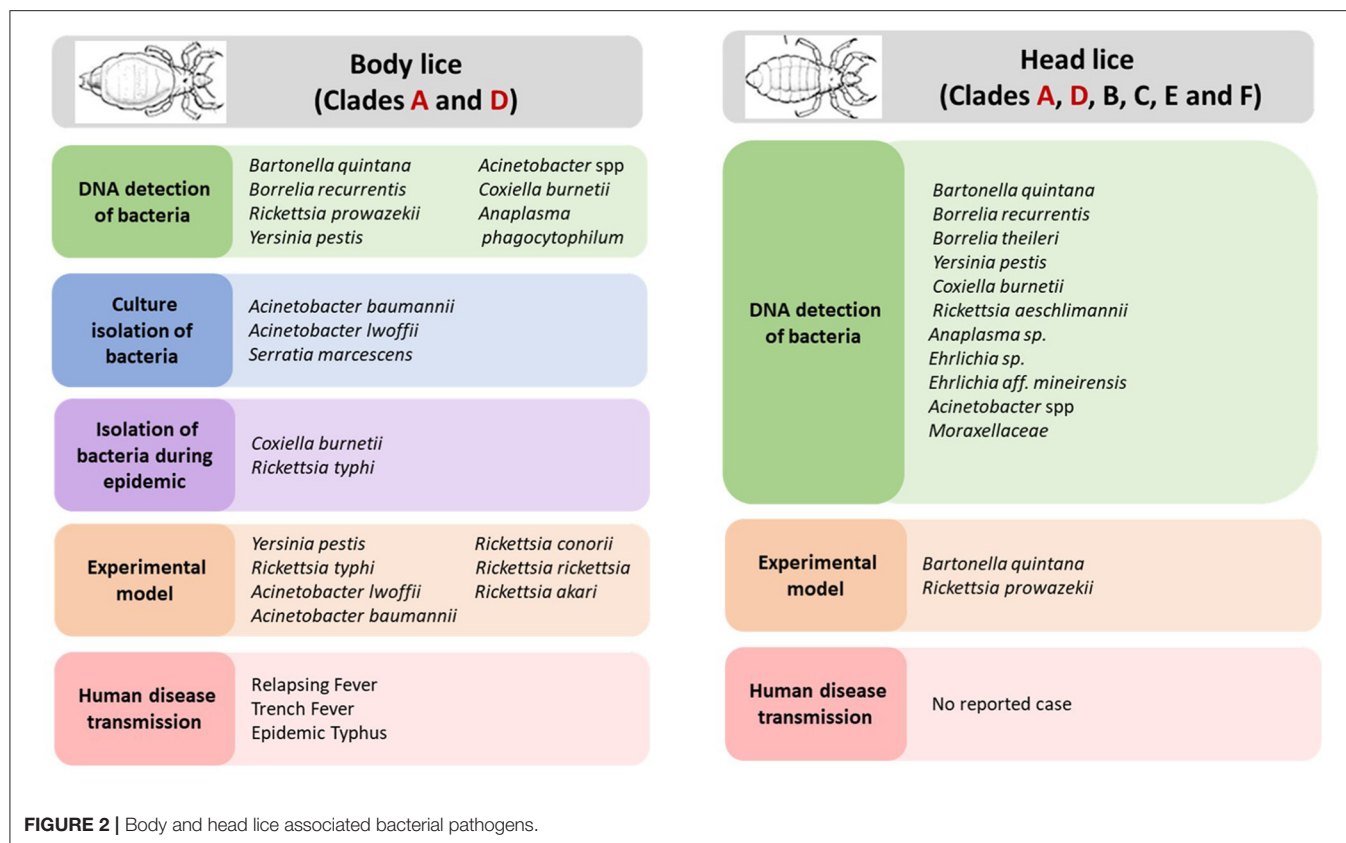 Body lice
(Clades A and D)
DNA detection
of bacteria
Bartonella quintana
Borrelia recurrentis
Rickettsia prowazekii
Yersinia pestis
Acinetobacter spp
Coxiella burnetii
Anaplasma
phagocytophilum
Culture
isolation of
bacteria
Acinetobacter baumannii
Acinetobacter lwoffii
Serratia marcescens
Isolation of
bacteria during
epidemic
Coxiella burnetii
Rickettsia typhi
Experimental
model
Yersinia pestis
Rickettsia typhi
Acinetobacter lwoffii
Acinetobacter baumannii
Rickettsia conorii
Rickettsia rickettsia
Rickettsia akari
Human disease
transmission
Relapsing Fever
Trench Fever
Epidemic Typhus
Head lice
(Clades A, D, B, C, E and F)
DNA detection
of bacteria
Bartonella quintana
Borrelia recurrentis
Borrelia theileri
Yersinia pestis
Coxiella burnetii
Rickettsia aeschlimannii
Anaplasma sp.
Ehrlichia sp.
Ehrlichia aff. mineirensis
Acinetobacter spp
Moraxellaceae
Experimental
model
Bartonella quintana
Rickettsia prowazekii
Human disease
transmission
No reported case
FIGURE 2 | Body and head lice associated bacterial pathogens.